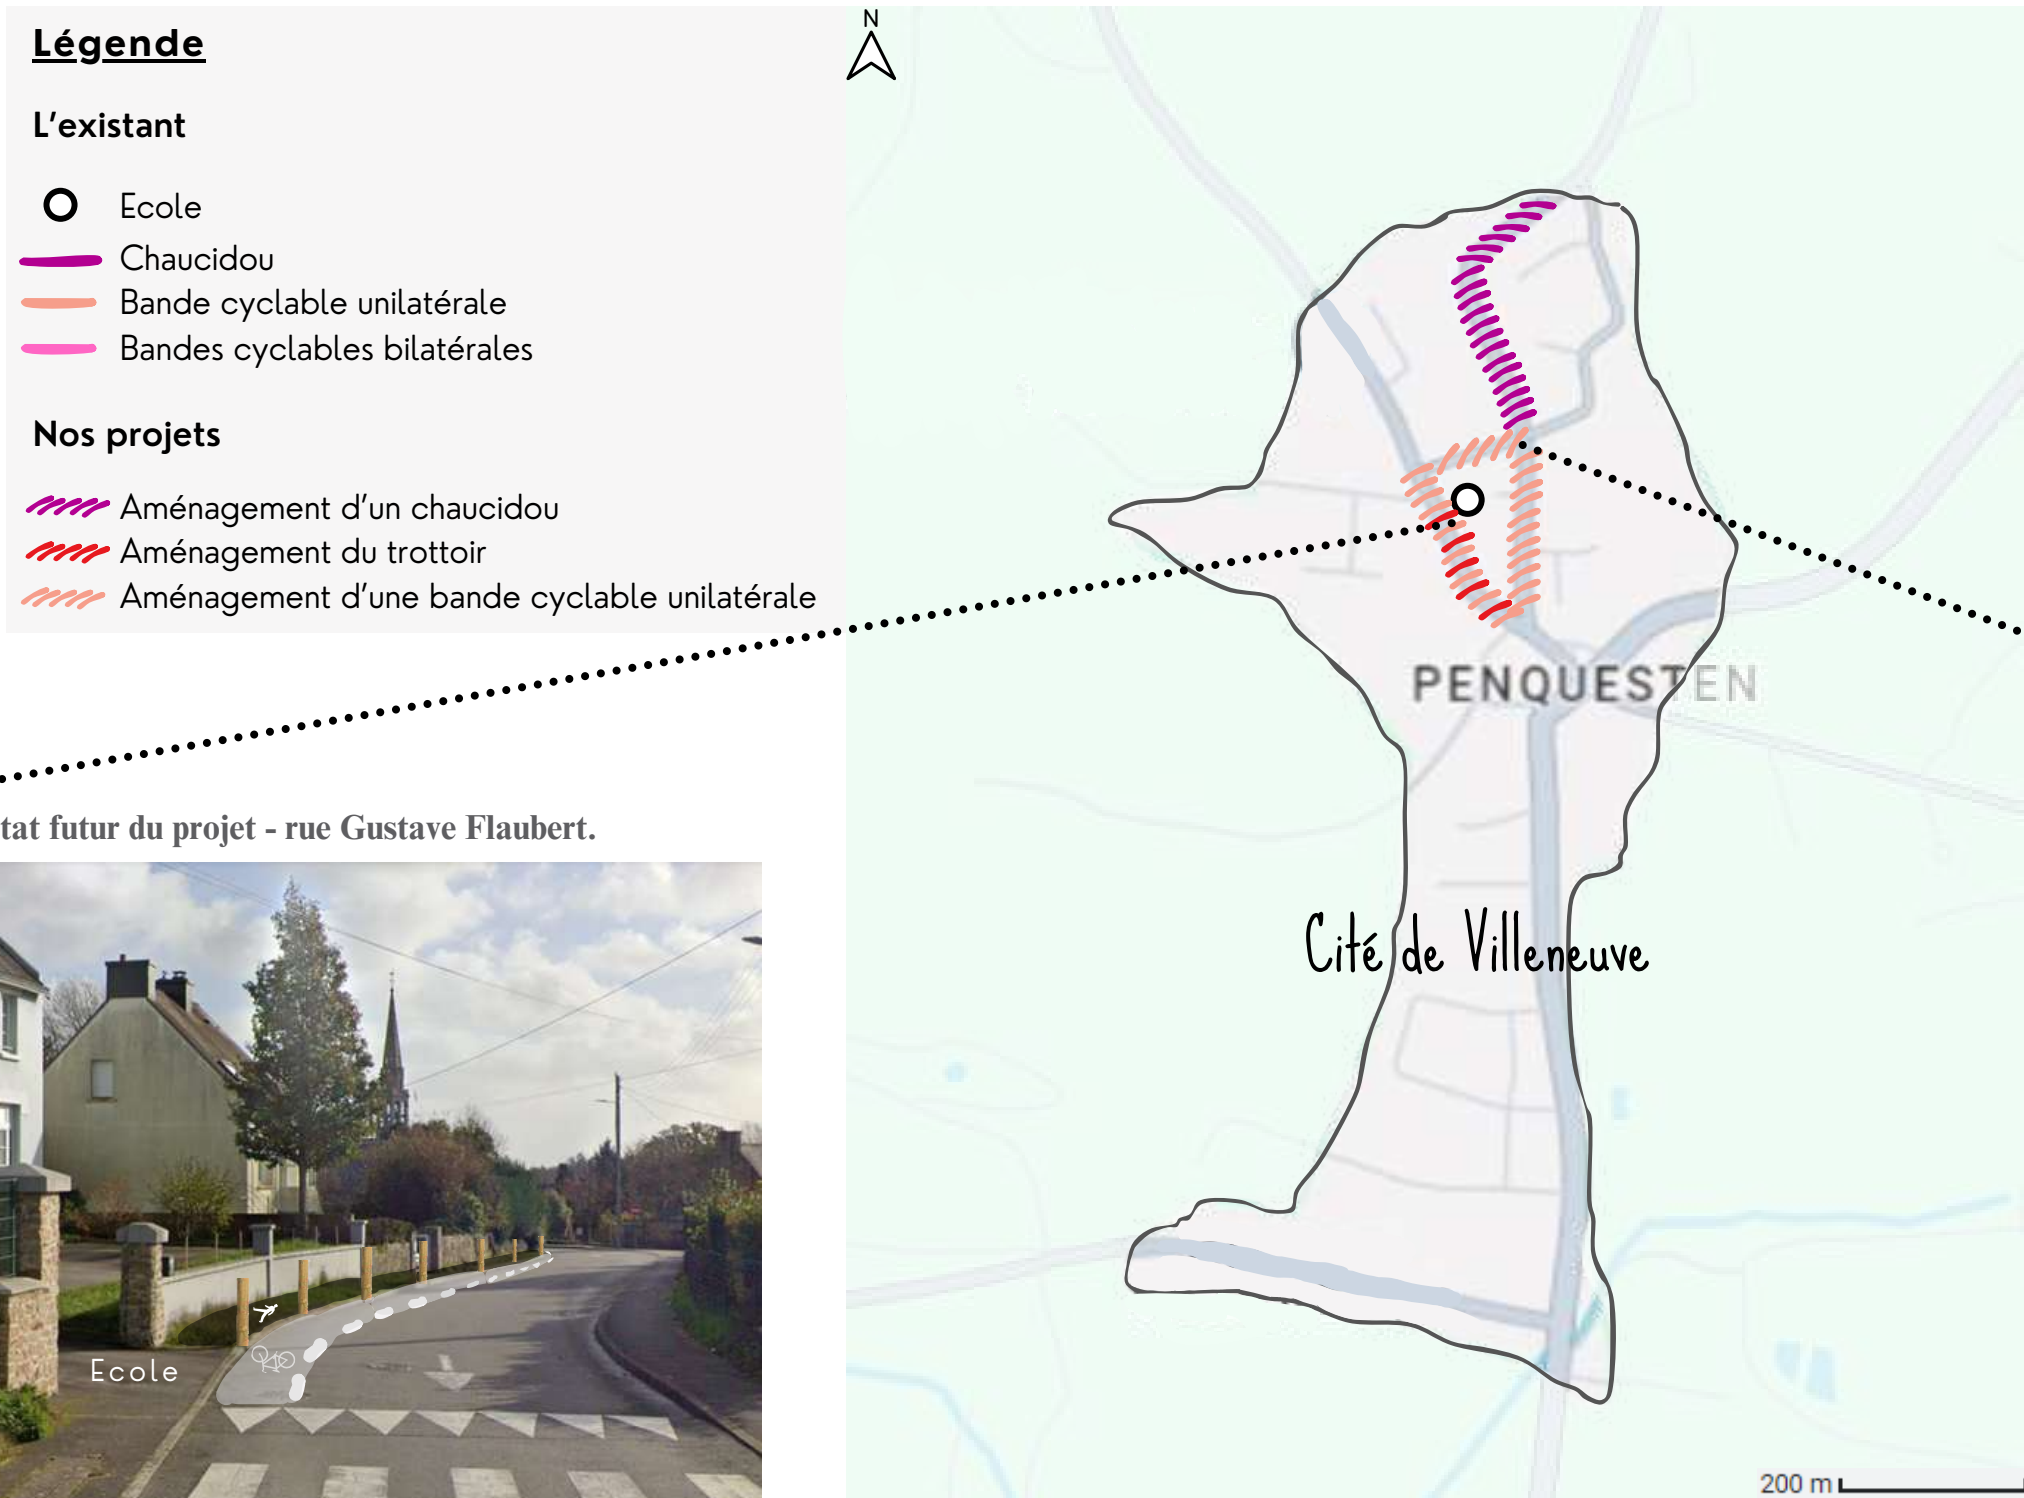 Légende
L'existant
Ecole
Chaucidou
Bande cyclable unilatérale
Bandes cyclables bilatérales
Nos projets
Aménagement d'un chaucidou
Aménagement du trottoir
Aménagement d'une bande cyclable unilatérale
N
PENQUESTEN
Cité de Villeneuve
200 m
tat futur du projet - rue Gustave Flaubert.
Ecole